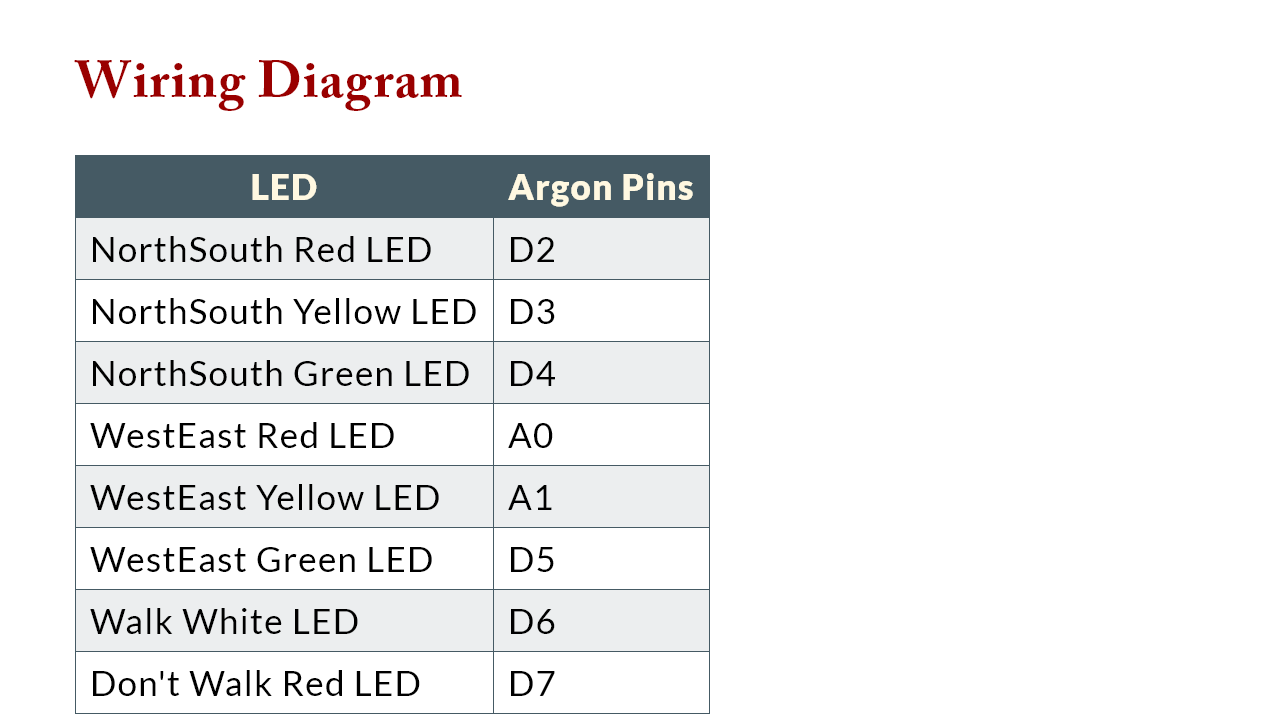 Wiring Diagram
LED Argon Pins
NorthSouth Red LED D2
NorthSouth Yellow LED D3
NorthSouth Green LED D4
WestEast Red LED A0
WestEast Yellow LED A1
WestEast Green LED D5
Walk White LED D6
Don't Walk Red LED D7